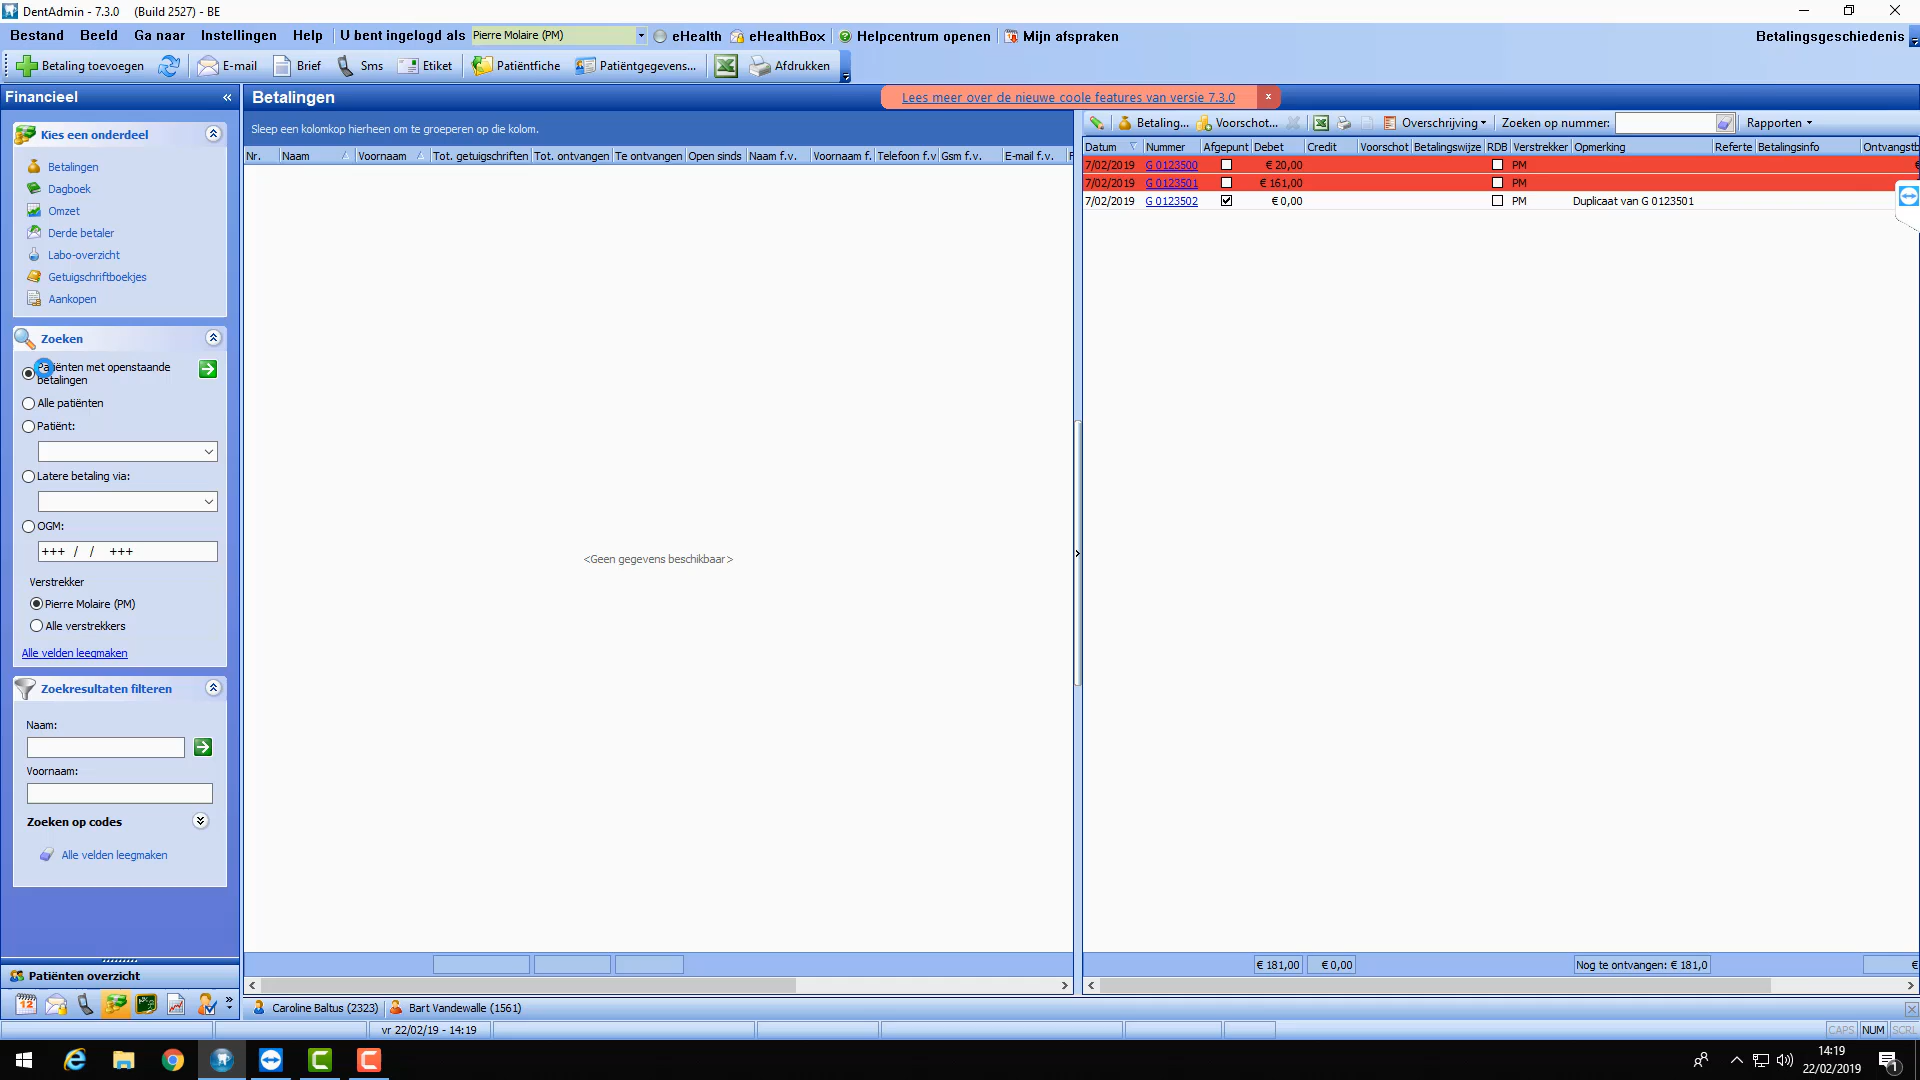 DentAdmin - 7.3.0 (Build 2527) - BE
Bestand Beeld Ga naar Instellingen Help U bent ingelogd als Pierre Molaire (PM) eHealth eHealthBox Helpcentrum openen Mijn afspraken Betalingsgeschiedenis
Betaling toevoegen E-mail Brief Sms Etiket Patiëntfiche Patiëntgegevens... Afdrukken
Financieel «
Kies een onderdeel
Betalingen
Dagboek
Omzet
Derde betaler
Labo-overzicht
Getuigschriftboekjes
Aankopen
Zoeken
Patiënten met openstaande
betalingen
Alle patiënten
Patiënt:
Latere betaling via:
OGM:
+++ / / +++
Verstrekker
Pierre Molaire (PM)
Alle verstrekkers
Alle velden leegmaken
Zoekresultaten filteren
Naam:
Voornaam:
Zoeken op codes
Alle velden leegmaken
Patiënten overzicht
12 »
Betalingen
Lees meer over de nieuwe coole features van versie 7.3.0 x
Sleep een kolomkop hierheen om te groeperen op die kolom.
Nr. Naam Voornaam Tot. getuigschriften Tot. ontvangen Te ontvangen Open sinds Naam f.v. Voornaam f. Telefoon f.v Gsm f.v. E-mail f.v.
<Geen gegevens beschikbaar>
Betaling... Voorschot... Overschrijving Zoeken op nummer: Rapporten
Datum Nummer Afgepunt Debet Credit Voorschot Betalingswijze RDB Verstrekker Opmerking Referte Betalingsinfo Ontvangstb
7/02/2019 G 0123500 € 20,00 PM €
7/02/2019 G 0123501 € 161,00 PM
7/02/2019 G 0123502 € 0,00 PM Duplicaat van G 0123501
€ 181,00 € 0,00 Nog te ontvangen: € 181,0 €
Caroline Baltus (2323) Bart Vandewalle (1561)
vr 22/02/19 - 14:19 CAPS NUM SCRL
14:19
22/02/2019
1